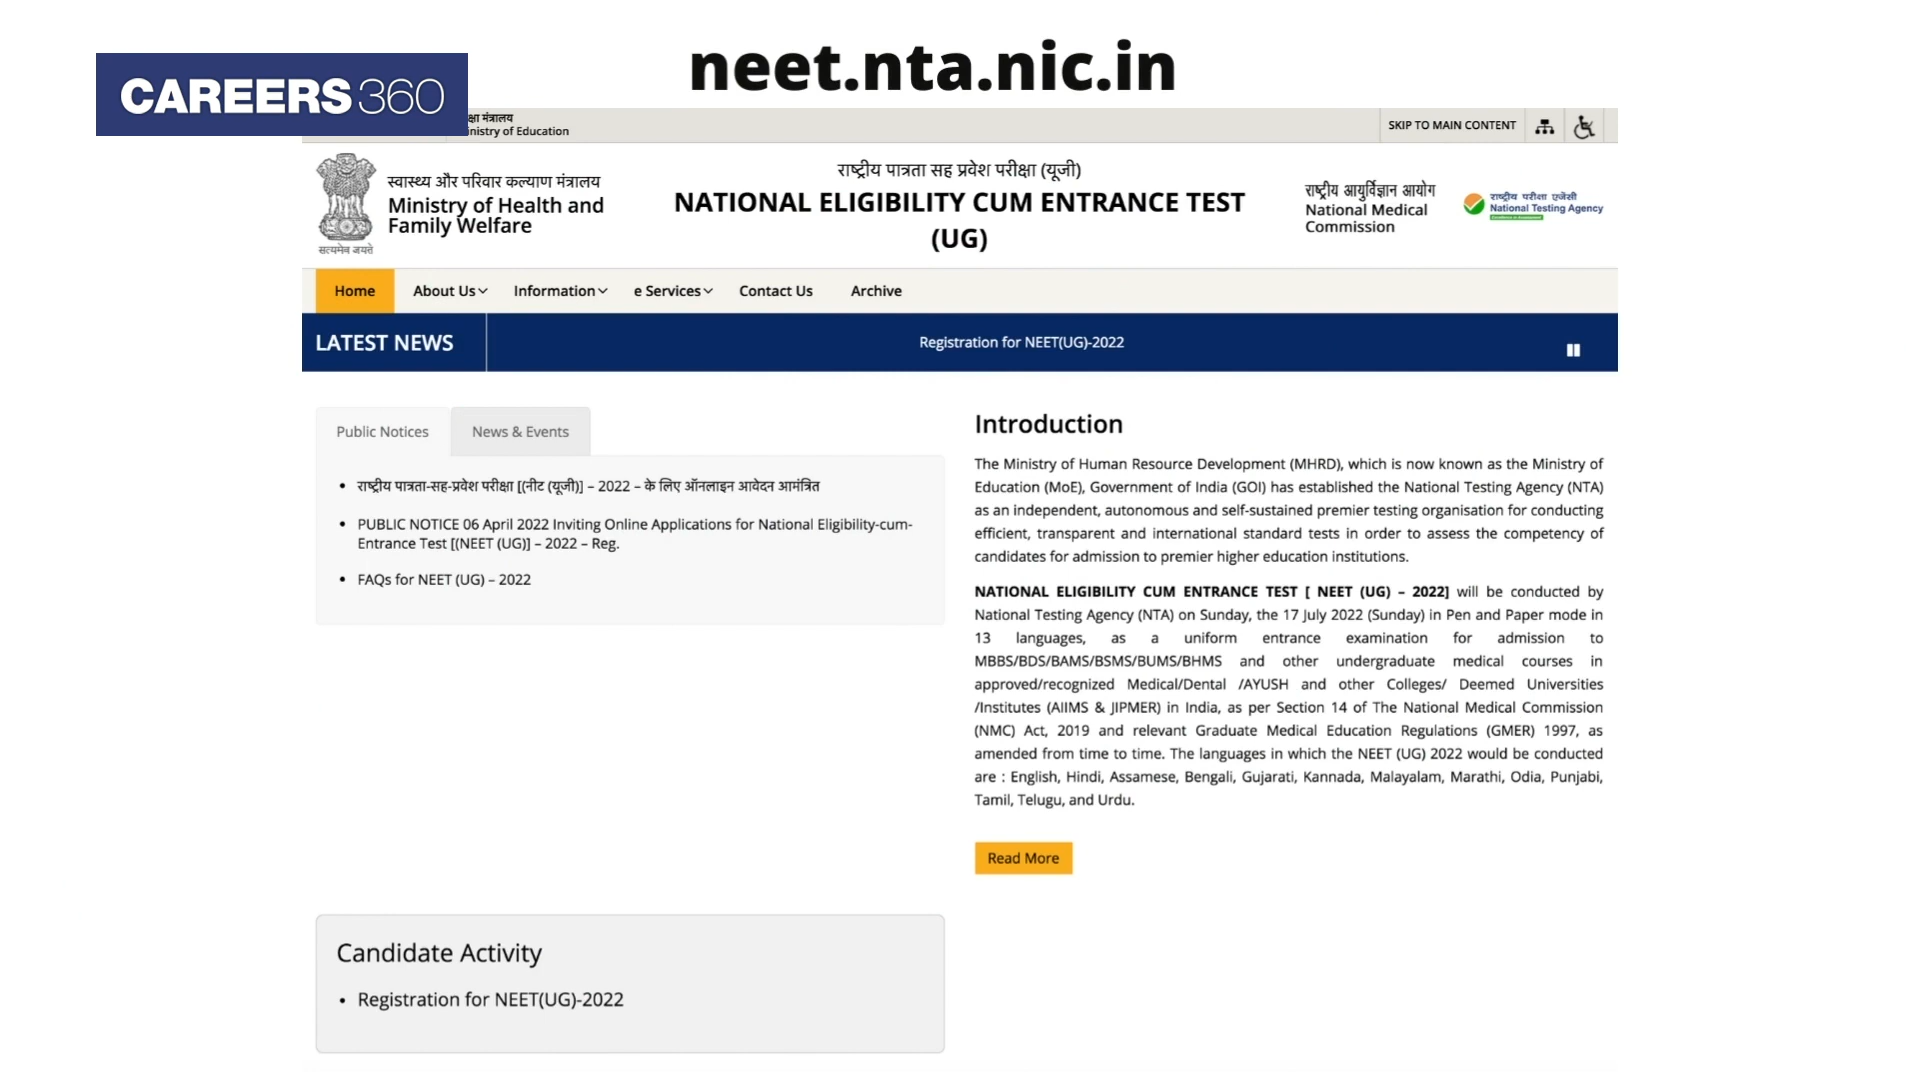 neet.nta.nic.in
CAREERS360
मंत्रालय
of Education
SKIP TO MAIN CONTENT
स्वास्थ्य और परिवार कल्याण मंत्रालय
Ministry of Health and
Family Welfare
सत्यमेव जयते
राष्ट्रीय पात्रता सह प्रवेश परीक्षा (यूजी)
NATIONAL ELIGIBILITY CUM ENTRANCE TEST
(UG)
राष्ट्रीय आयुर्विज्ञान आयोग
National Medical
Commission
राष्ट्रीय परीक्षा एजेंसी
National Testing Agency
Home
About Us
Information
e Services
Contact Us
Archive
LATEST NEWS
Registration for NEET(UG)-2022
Public Notices
News & Events
राष्ट्रीय पात्रता-सह-प्रवेश परीक्षा [(नीट (यूजी)] – 2022 – के लिए ऑनलाइन आवेदन आमंत्रित
PUBLIC NOTICE 06 April 2022 Inviting Online Applications for National Eligibility-cum-
Entrance Test [(NEET (UG)] – 2022 – Reg.
FAQs for NEET (UG) – 2022
Introduction
The Ministry of Human Resource Development (MHRD), which is now known as the Ministry of
Education (MoE), Government of India (GOI) has established the National Testing Agency (NTA)
as an independent, autonomous and self-sustained premier testing organisation for conducting
efficient, transparent and international standard tests in order to assess the competency of
candidates for admission to premier higher education institutions.
NATIONAL ELIGIBILITY CUM ENTRANCE TEST [ NEET (UG) – 2022] will be conducted by
National Testing Agency (NTA) on Sunday, the 17 July 2022 (Sunday) in Pen and Paper mode in
13 languages, as a uniform entrance examination for admission to
MBBS/BDS/BAMS/BSMS/BUMS/BHMS and other undergraduate medical courses in
approved/recognized Medical/Dental /AYUSH and other Colleges/ Deemed Universities
/Institutes (AIIMS & JIPMER) in India, as per Section 14 of The National Medical Commission
(NMC) Act, 2019 and relevant Graduate Medical Education Regulations (GMER) 1997, as
amended from time to time. The languages in which the NEET (UG) 2022 would be conducted
are : English, Hindi, Assamese, Bengali, Gujarati, Kannada, Malayalam, Marathi, Odia, Punjabi,
Tamil, Telugu, and Urdu.
Read More
Candidate Activity
Registration for NEET(UG)-2022